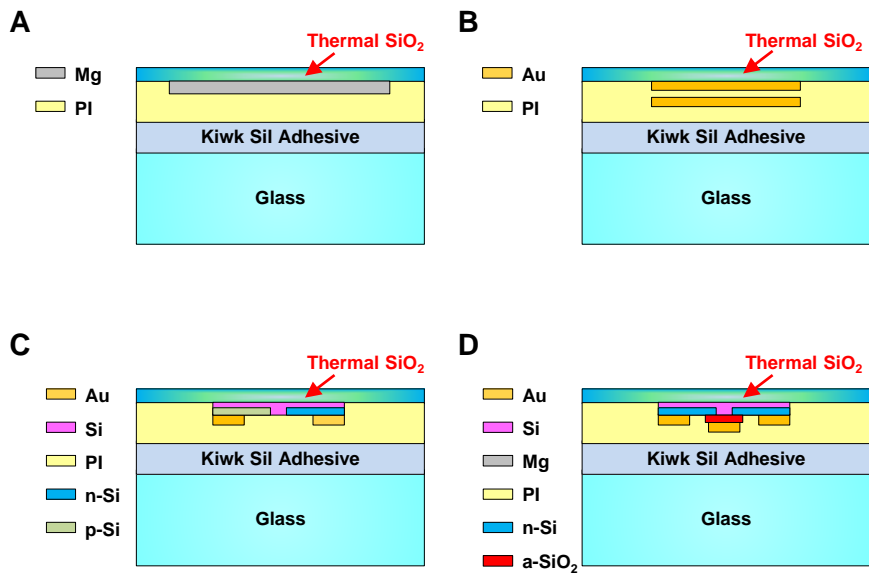 A
Thermal SiO₂
Mg
PI
Kiwk Sil Adhesive
Glass
B
Thermal SiO₂
Au
PI
Kiwk Sil Adhesive
Glass
C
Thermal SiO₂
Au
Si
PI
n-Si
p-Si
Kiwk Sil Adhesive
Glass
D
Thermal SiO₂
Au
Si
Mg
PI
n-Si
a-SiO₂
Kiwk Sil Adhesive
Glass